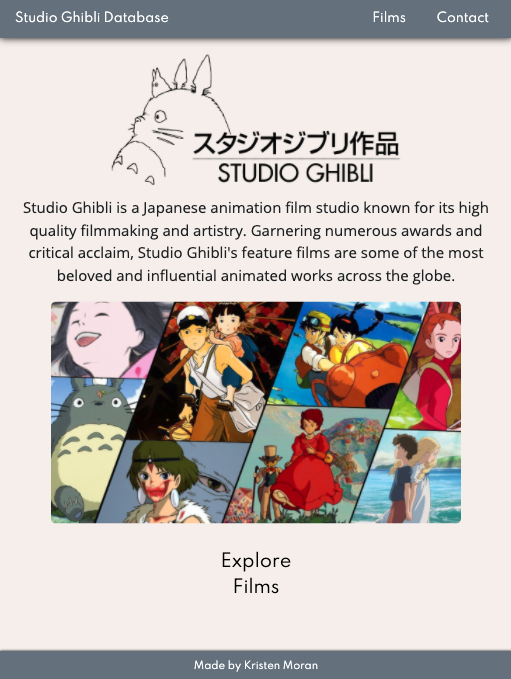 Studio Ghibli Database Films Contact
スタジオジブリ作品
STUDIO GHIBLI
Studio Ghibli is a Japanese animation film studio known for its high
quality filmmaking and artistry. Garnering numerous awards and
critical acclaim, Studio Ghibli's feature films are some of the most
beloved and influential animated works across the globe.
Explore
Films
Made by Kristen Moran